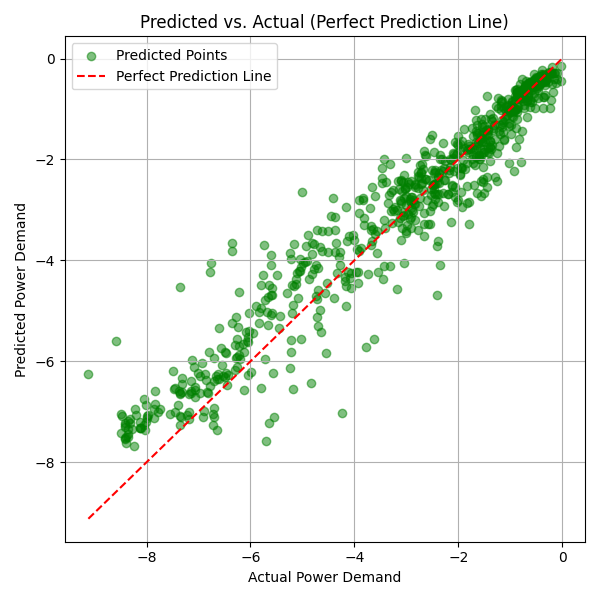 Predicted vs. Actual (Perfect Prediction Line)
Predicted Points
Perfect Prediction Line
0
−2
−4
−6
−8
Predicted Power Demand
−8 −6 −4 −2 0
Actual Power Demand